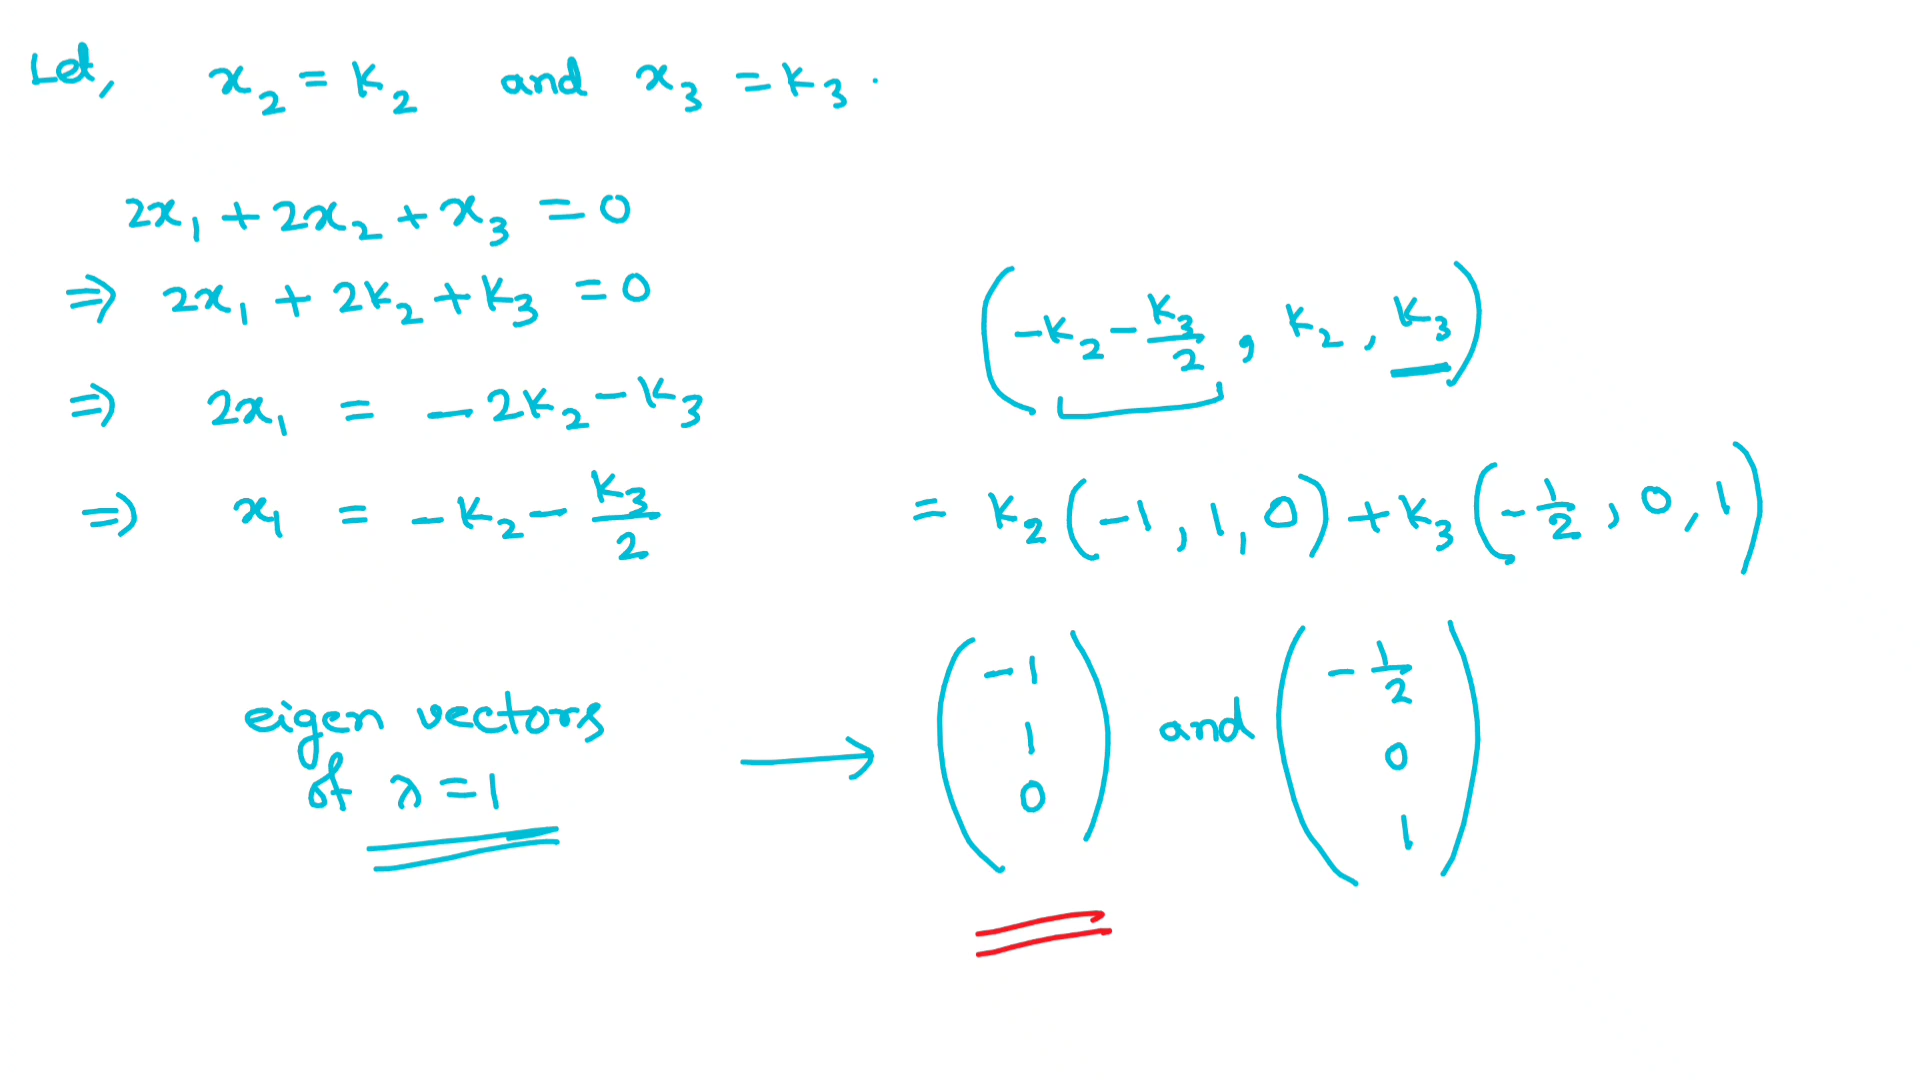 Let, x₂ = k₂ and x₃ = k₃.
2x₁ + 2x₂ + x₃ = 0
⇒ 2x₁ + 2k₂ + k₃ = 0
⇒ 2x₁ = -2k₂ - k₃
⇒ x₁ = -k₂ - k₃/2
(-k₂ - k₃/2, k₂, k₃)
= k₂(-1, 1, 0) + k₃(-1/2, 0, 1)
eigen vectors
of λ = 1
→ (-1 1 0) and (-1/2 0 1)